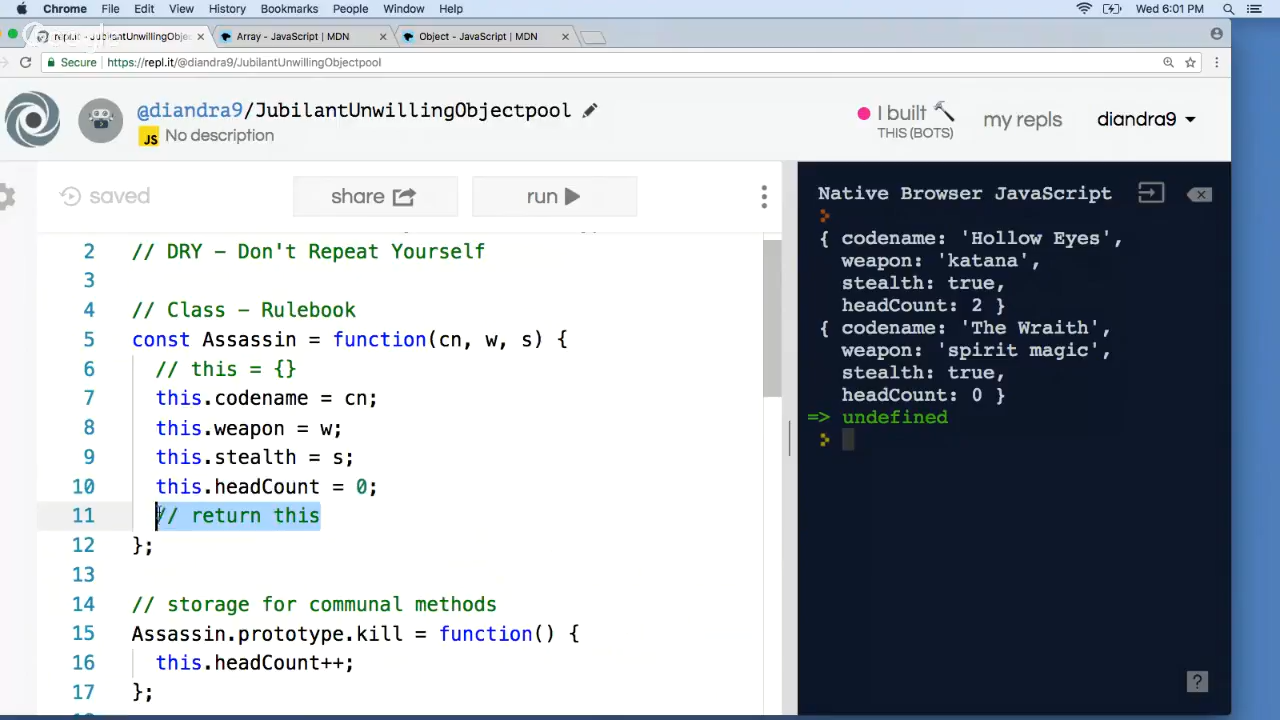 Chrome File Edit View History Bookmarks People Window Help Wed 6:01 PM
Array - JavaScript | MDN Object - JavaScript | MDN
Secure https://repl.it/@diandra9/JubilantUnwillingObjectpool
@diandra9/JubilantUnwillingObjectpool
JS No description
I built
THIS (BOTS)
my repls
diandra9
saved share run
Native Browser JavaScript
2 // DRY - Don't Repeat Yourself
3
4 // Class - Rulebook
5 const Assassin = function(cn, w, s) {
6 // this = {}
7 this.codename = cn;
8 this.weapon = w;
9 this.stealth = s;
10 this.headCount = 0;
11 // return this
12 };
13
14 // storage for communal methods
15 Assassin.prototype.kill = function() {
16 this.headCount++;
17 };
{ codename: 'Hollow Eyes',
weapon: 'katana',
stealth: true,
headCount: 2 }
{ codename: 'The Wraith',
weapon: 'spirit magic',
stealth: true,
headCount: 0 }
=> undefined
?